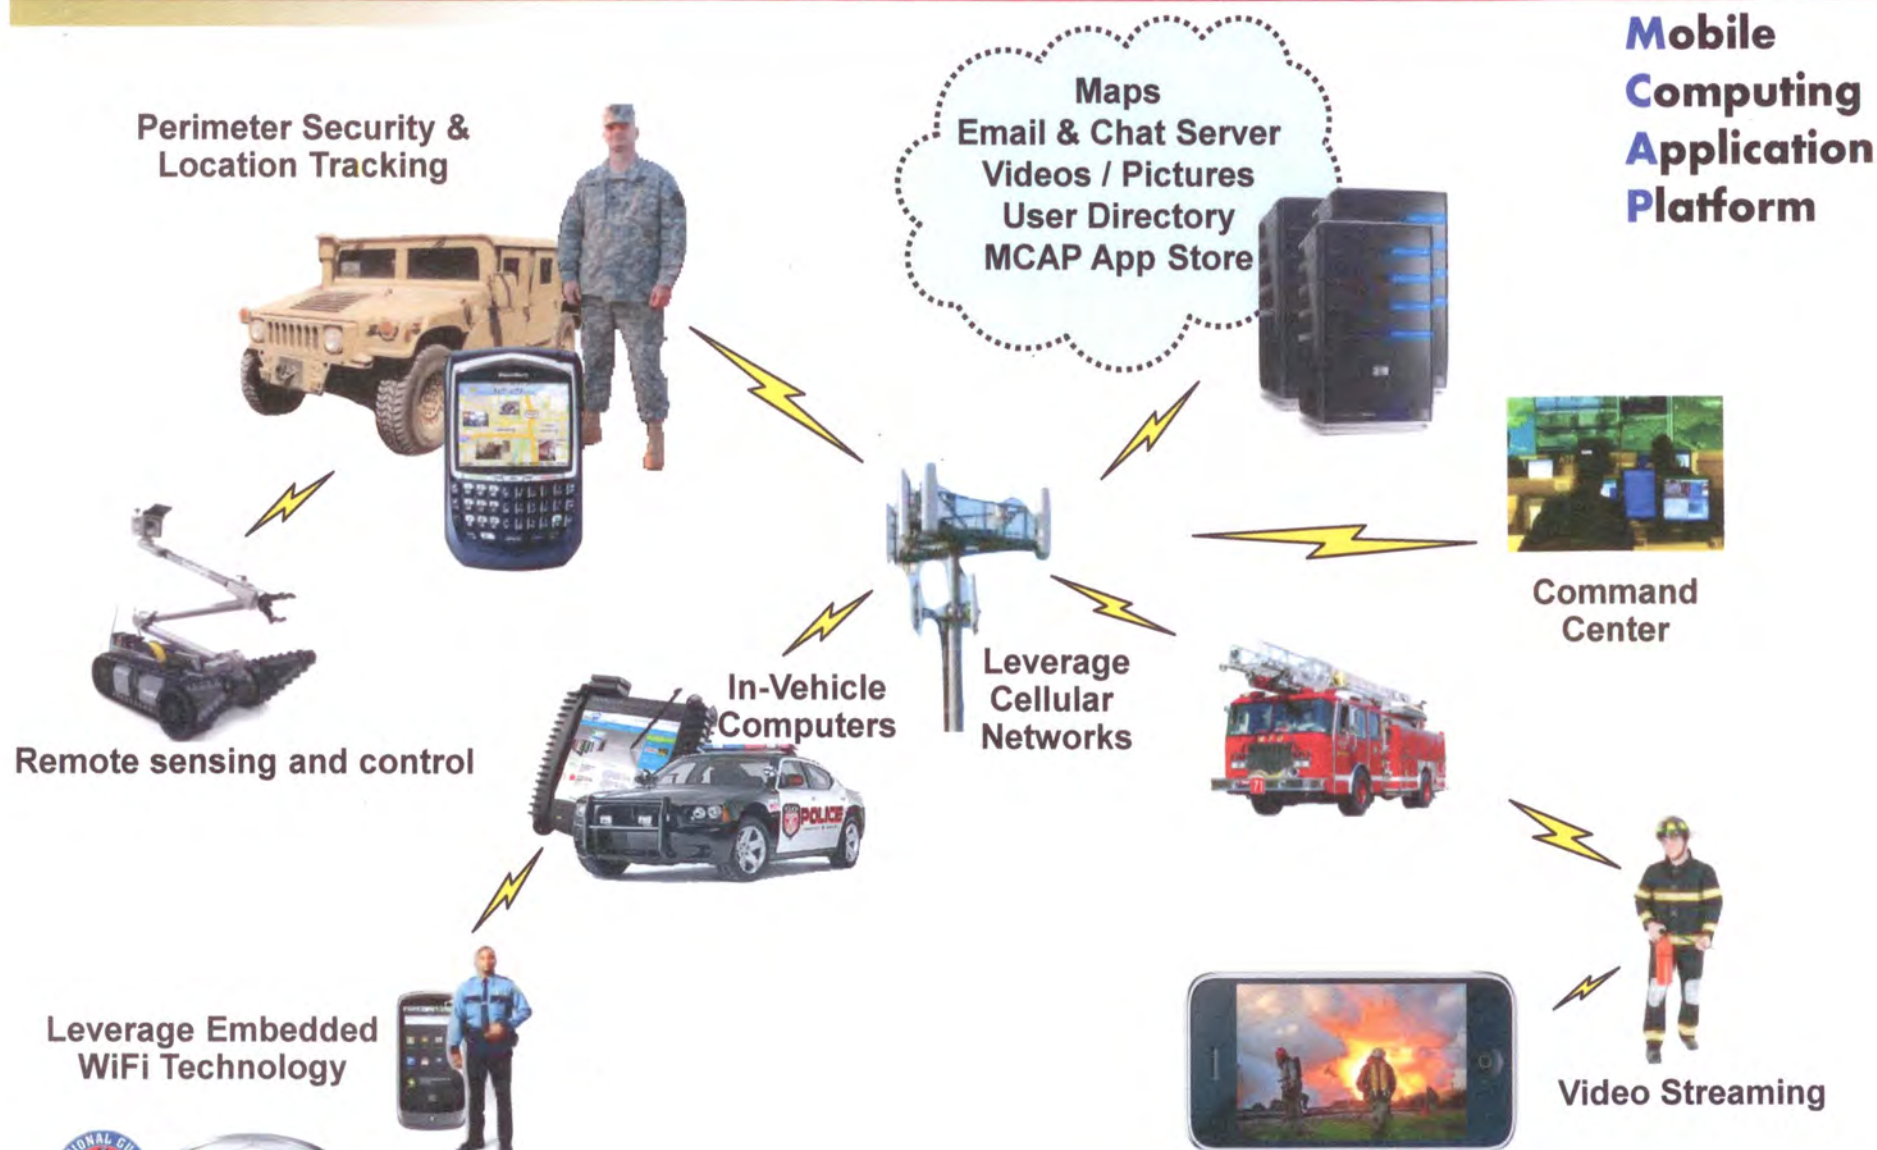 Mobile
Computing
Application
Platform
Perimeter Security &
Location Tracking
Maps
Email & Chat Server
Videos / Pictures
User Directory
MCAP App Store
Command
Center
Leverage
Cellular
Networks
In-Vehicle
Computers
Remote sensing and control
POLICE
71
Leverage Embedded
WiFi Technology
Video Streaming